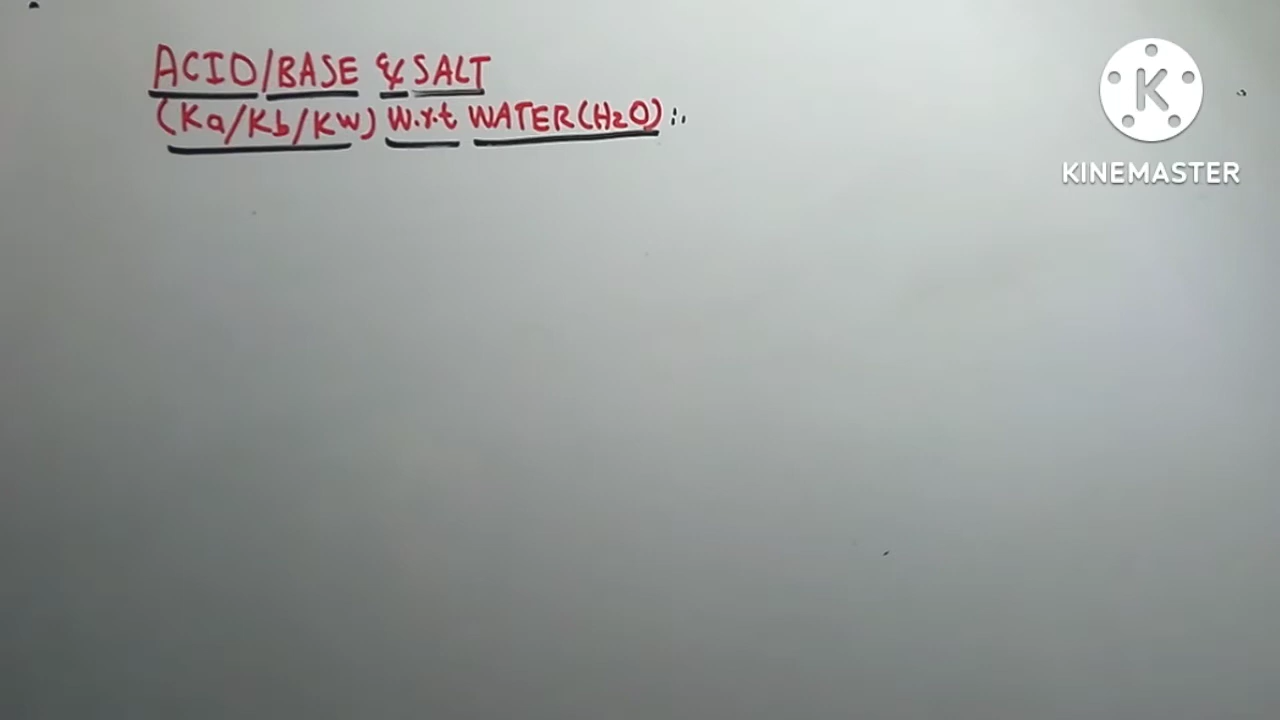 ACID/BASE & SALT
(Ka/Kb/Kw) W.r.t WATER(H2O):.
K
KINEMASTER